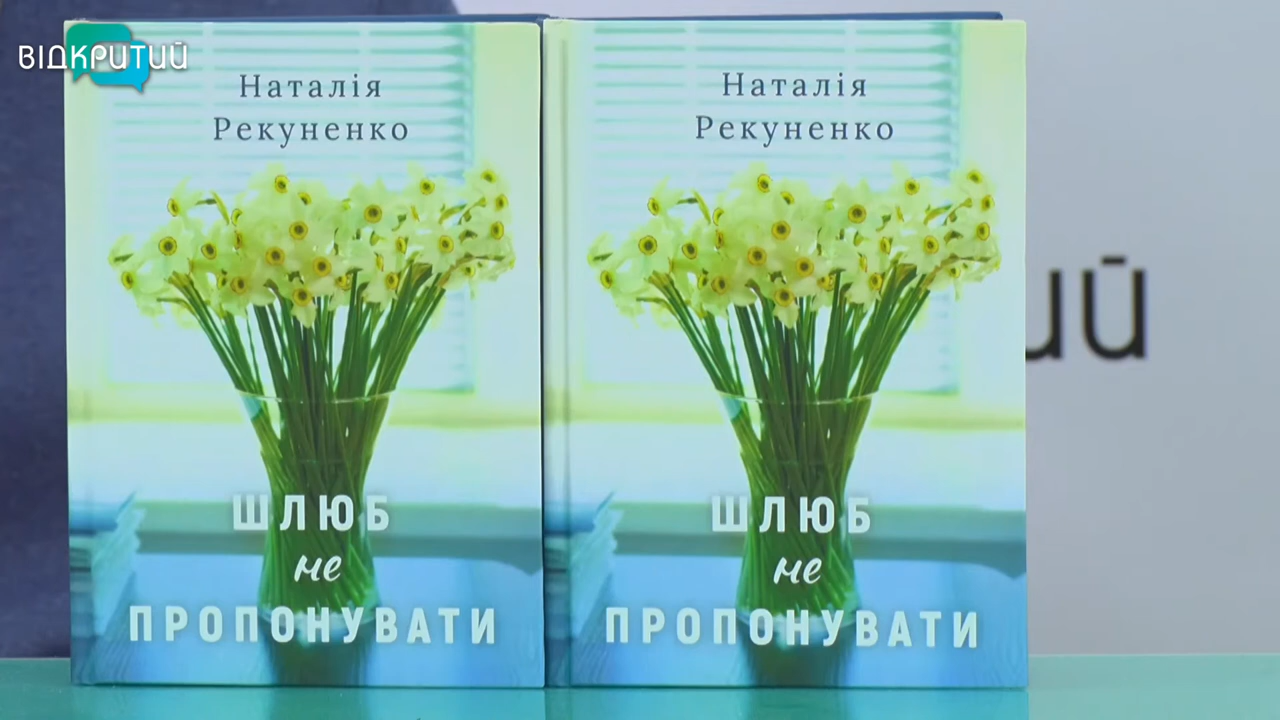 ВІДКРИТИЙ
Наталія
Рекуненко
ШЛЮБ
не
ПРОПОНУВАТИ
Наталія
Рекуненко
ШЛЮБ
не
ПРОПОНУВАТИ
ий